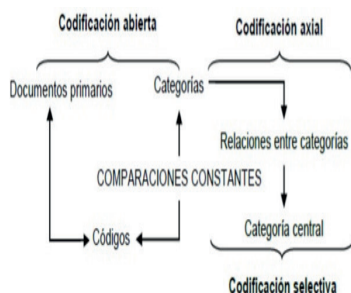 Codificación abierta
Codificación axial
Documentos primarios
Categorías
Relaciones entre categorías
COMPARACIONES CONSTANTES
Códigos
Categoría central
Codificación selectiva